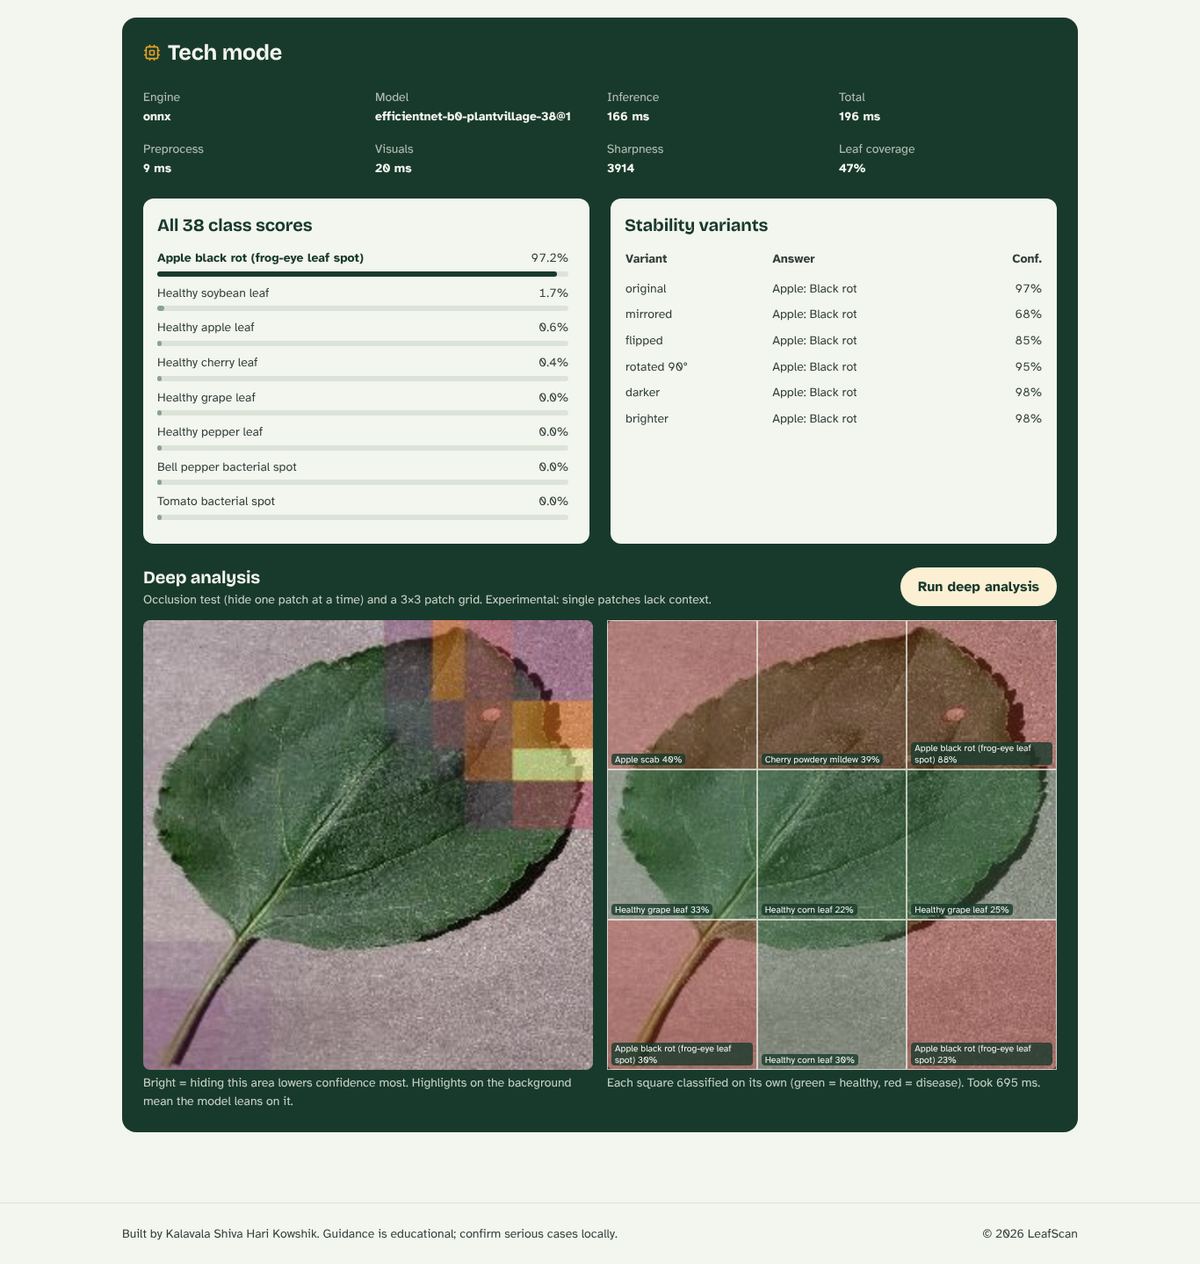 Tech mode
Engine
onnx
Model
efficientnet-b0-plantvillage-38@1
Inference
166 ms
Total
196 ms
Preprocess
9 ms
Visuals
20 ms
Sharpness
3914
Leaf coverage
47%
All 38 class scores
Apple black rot (frog-eye leaf spot) 97.2%
Healthy soybean leaf 1.7%
Healthy apple leaf 0.6%
Healthy cherry leaf 0.4%
Healthy grape leaf 0.0%
Healthy pepper leaf 0.0%
Bell pepper bacterial spot 0.0%
Tomato bacterial spot 0.0%
Stability variants
Variant Answer Conf.
original Apple: Black rot 97%
mirrored Apple: Black rot 68%
flipped Apple: Black rot 85%
rotated 90° Apple: Black rot 95%
darker Apple: Black rot 98%
brighter Apple: Black rot 98%
Deep analysis
Occlusion test (hide one patch at a time) and a 3×3 patch grid. Experimental: single patches lack context.
Run deep analysis
Apple scab 40%
Cherry powdery mildew 39%
Apple black rot (frog-eye leaf
spot) 88%
Healthy grape leaf 33%
Healthy corn leaf 22%
Healthy grape leaf 25%
Apple black rot (frog-eye leaf
spot) 30%
Healthy corn leaf 30%
Apple black rot (frog-eye leaf
spot) 23%
Bright = hiding this area lowers confidence most. Highlights on the background
mean the model leans on it.
Each square classified on its own (green = healthy, red = disease). Took 695 ms.
Built by Kalavala Shiva Hari Kowshik. Guidance is educational; confirm serious cases locally.
© 2026 LeafScan